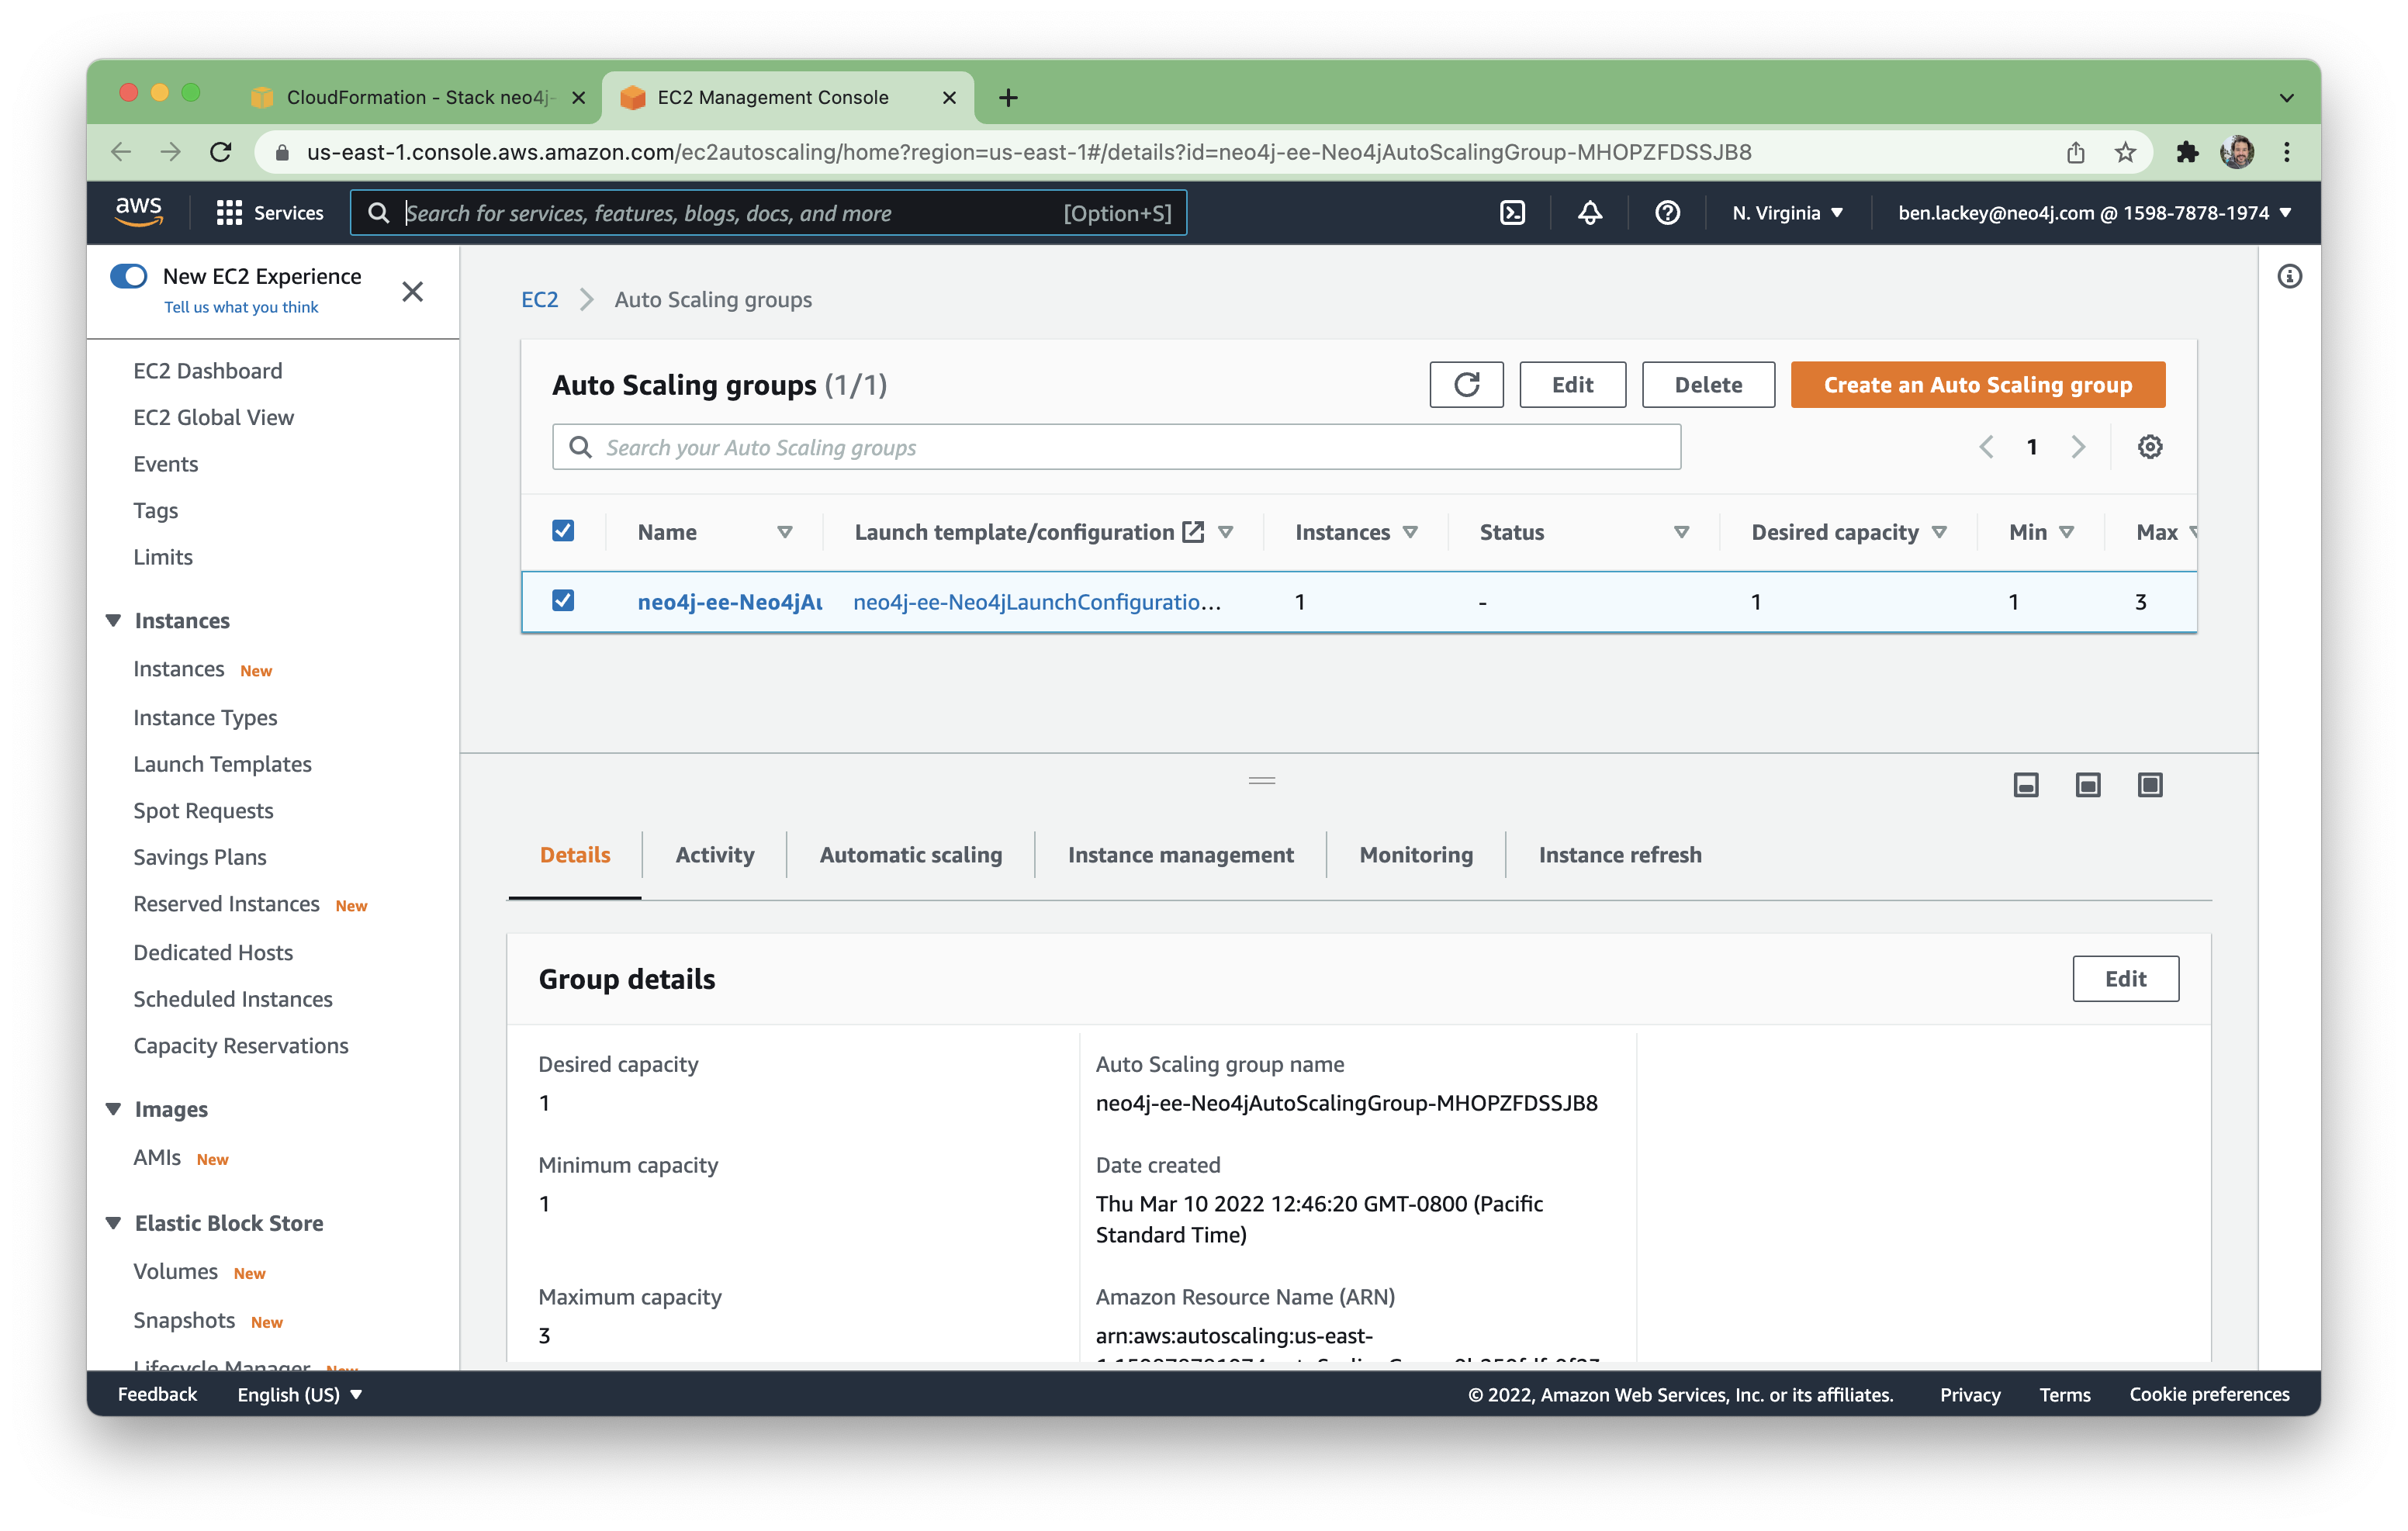 CloudFormation - Stack neo4j-
EC2 Management Console
us-east-1.console.aws.amazon.com/ec2autoscaling/home?region=us-east-1#/details?id=neo4j-ee-Neo4jAutoScalingGroup-MHOPZFDSSJB8
aws
Services
Search for services, features, blogs, docs, and more
[Option+S]
N. Virginia
ben.lackey@neo4j.com @ 1598-7878-1974
New EC2 Experience
Tell us what you think
EC2 Dashboard
EC2 Global View
Events
Tags
Limits
Instances
Instances New
Instance Types
Launch Templates
Spot Requests
Savings Plans
Reserved Instances New
Dedicated Hosts
Scheduled Instances
Capacity Reservations
Images
AMIs New
Elastic Block Store
Volumes New
Snapshots New
Lifecycle Manager New
EC2 > Auto Scaling groups
Auto Scaling groups (1/1)
Edit
Delete
Create an Auto Scaling group
Search your Auto Scaling groups
1
Name
Launch template/configuration
Instances
Status
Desired capacity
Min
Max
neo4j-ee-Neo4jAu
neo4j-ee-Neo4jLaunchConfiguratio...
1
-
1
1
3
Details
Activity
Automatic scaling
Instance management
Monitoring
Instance refresh
Group details
Edit
Desired capacity
1
Minimum capacity
1
Maximum capacity
3
Auto Scaling group name
neo4j-ee-Neo4jAutoScalingGroup-MHOPZFDSSJB8
Date created
Thu Mar 10 2022 12:46:20 GMT-0800 (Pacific
Standard Time)
Amazon Resource Name (ARN)
arn:aws:autoscaling:us-east-
Feedback
English (US)
© 2022, Amazon Web Services, Inc. or its affiliates.
Privacy
Terms
Cookie preferences